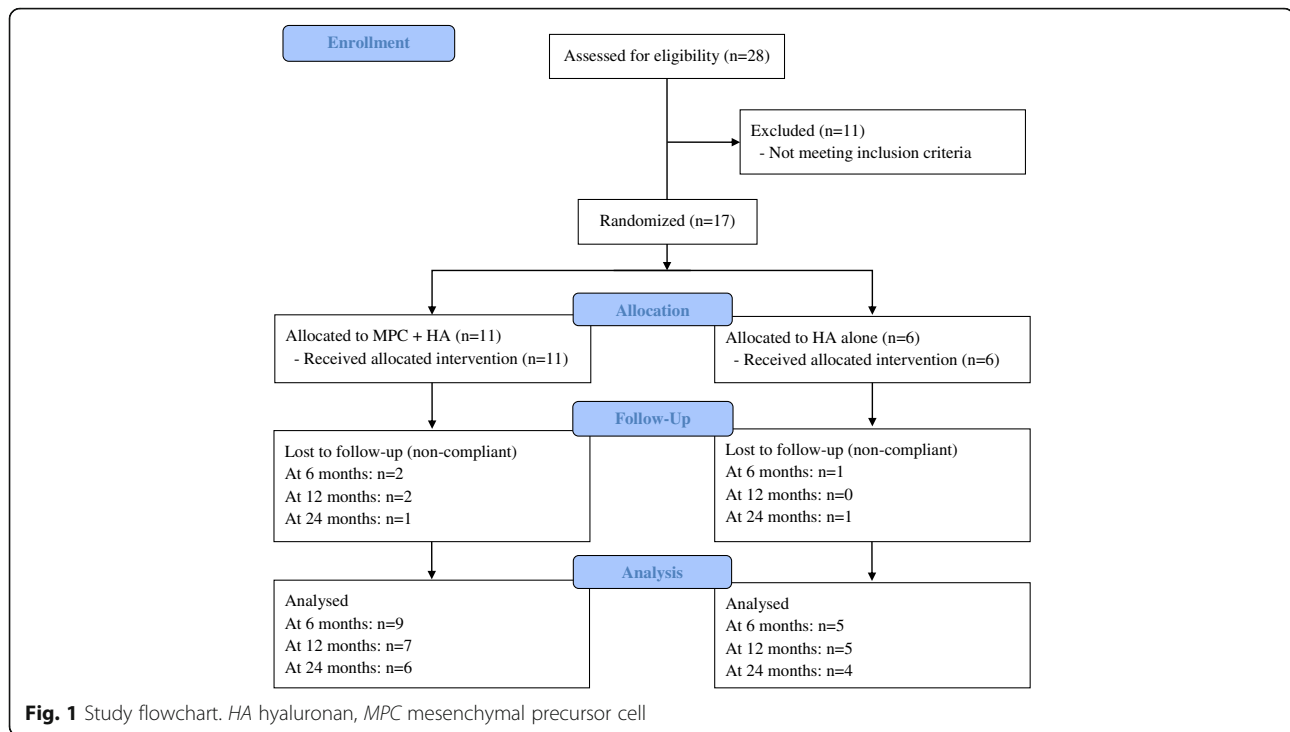 Enrollment
Assessed for eligibility (n=28)
Excluded (n=11)
- Not meeting inclusion criteria
Randomized (n=17)
Allocation
Allocated to MPC + HA (n=11)
- Received allocated intervention (n=11)
Allocated to HA alone (n=6)
- Received allocated intervention (n=6)
Follow-Up
Lost to follow-up (non-compliant)
At 6 months: n=2
At 12 months: n=2
At 24 months: n=1
Lost to follow-up (non-compliant)
At 6 months: n=1
At 12 months: n=0
At 24 months: n=1
Analysis
Analysed
At 6 months: n=9
At 12 months: n=7
At 24 months: n=6
Analysed
At 6 months: n=5
At 12 months: n=5
At 24 months: n=4
Fig. 1 Study flowchart. HA hyaluronan, MPC mesenchymal precursor cell